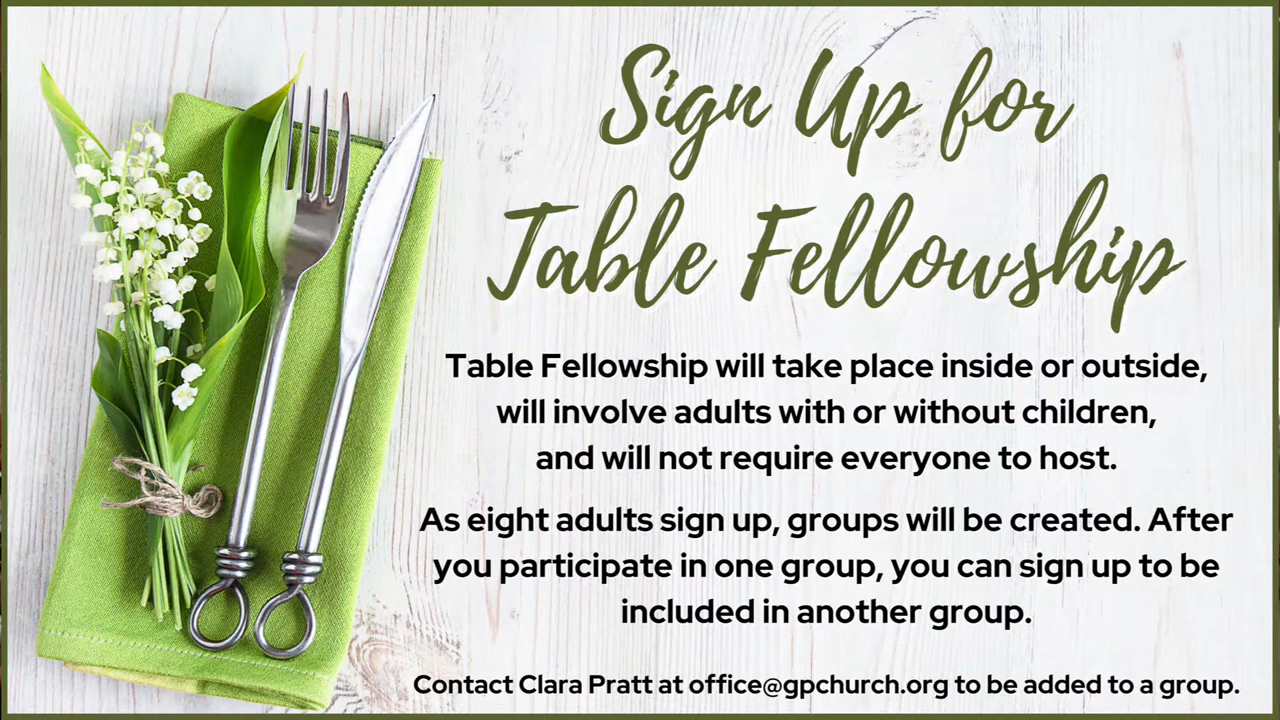 Sign Up for
Table Fellowship
Table Fellowship will take place inside or outside,
will involve adults with or without children,
and will not require everyone to host.
As eight adults sign up, groups will be created. After
you participate in one group, you can sign up to be
included in another group.
Contact Clara Pratt at office@gpchurch.org to be added to a group.